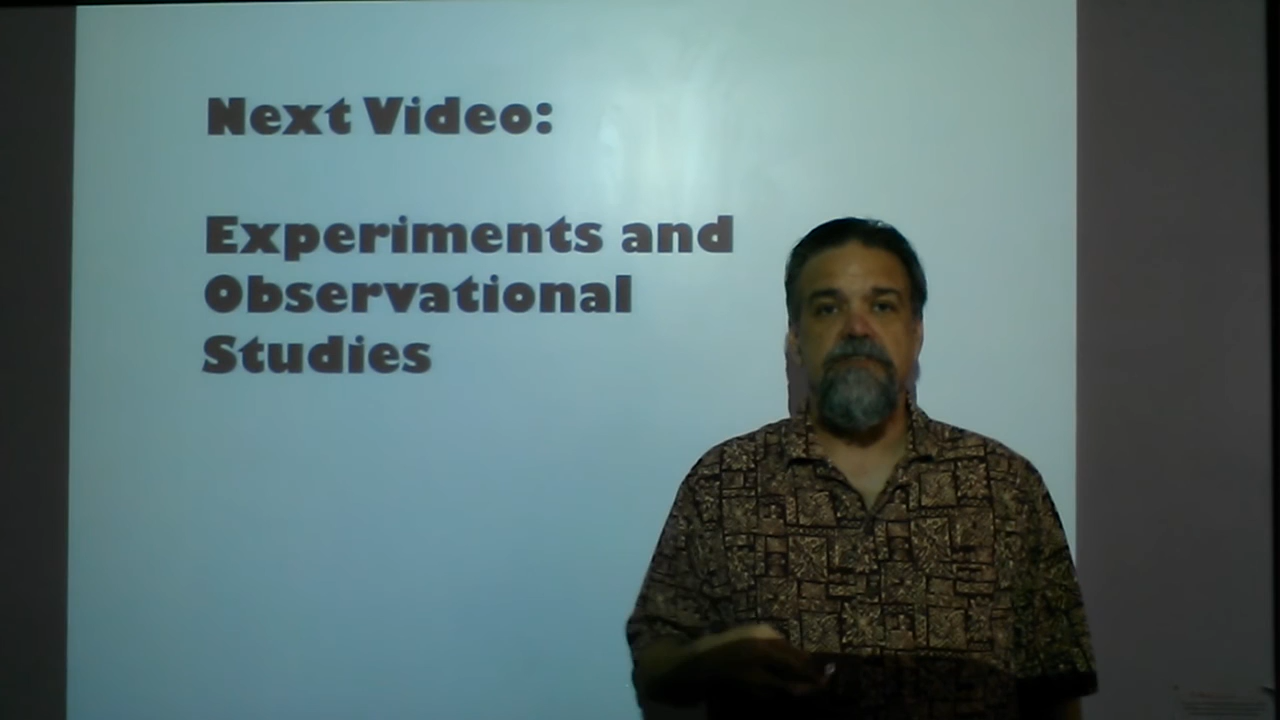 Next Video:
Experiments and
Observational
Studies